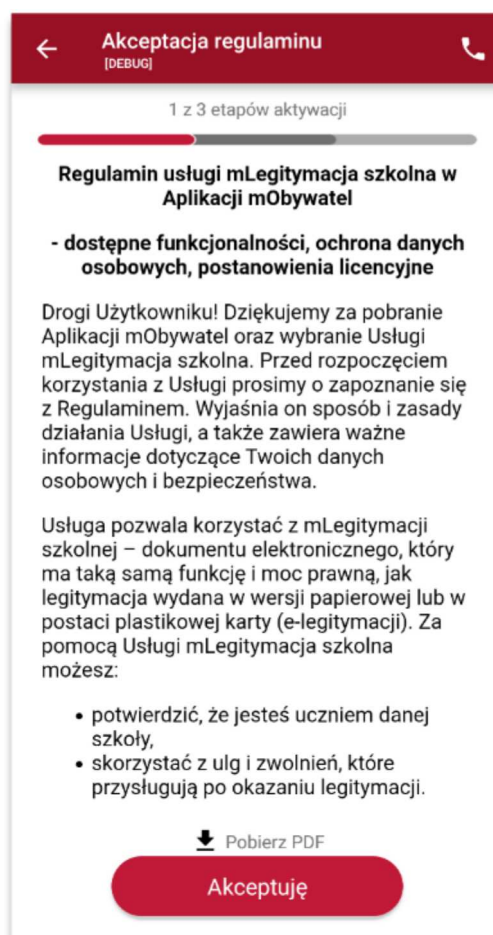 Akceptacja regulaminu
[DEBUG]
1 z 3 etapów aktywacji
Regulamin usługi mLegitymacja szkolna w
Aplikacji mObywatel
- dostępne funkcjonalności, ochrona danych
osobowych, postanowienia licencyjne
Drogi Użytkowniku! Dziękujemy za pobranie
Aplikacji mObywatel oraz wybranie Usługi
mLegitymacja szkolna. Przed rozpoczęciem
korzystania z Usługi prosimy o zapoznanie się
z Regulaminem. Wyjaśnia on sposób i zasady
działania Usługi, a także zawiera ważne
informacje dotyczące Twoich danych
osobowych i bezpieczeństwa.
Usługa pozwala korzystać z mLegitymacji
szkolnej – dokumentu elektronicznego, który
ma taką samą funkcję i moc prawną, jak
legitymacja wydana w wersji papierowej lub w
postaci plastikowej karty (e-legitymacji). Za
pomocą Usługi mLegitymacja szkolna
możesz:
• potwierdzić, że jesteś uczniem danej
szkoły,
• skorzystać z ulg i zwolnień, które
przysługują po okazaniu legitymacji.
Pobierz PDF
Akceptuję